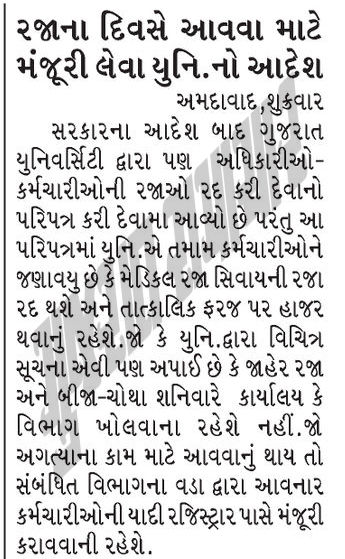 રજાના દિવસે આવવા માટે
મંજૂરી લેવા યુનિ.નો આદેશ
અમદાવાદ,શુક્રવાર
સરકારના આદેશ બાદ ગુજરાત
યુનિવર્સિટી દ્વારા પણ અધિકારીઓ-
કર્મચારીઓની રજાઓ રદ કરી દેવાનો
પરિપત્ર કરી દેવામા આવ્યો છે પરંતુ આ
પરિપત્રમાં યુનિ.એ તમામ કર્મચારીઓને
જણાવયુ છે કે મેડિકલ રજા સિવાયની રજા
રદ થશે અને તાત્કાલિક ફરજ પર હાજર
થવાનું રહેશે.જો કે યુનિ.દ્વારા વિચિત્ર
સૂચના એવી પણ અપાઈ છે કે જાહેર રજા
અને બીજા-ચોથા શનિવારે કાર્યાલય કે
વિભાગ ખોલવાના રહેશે નહીં.જો
અગત્યાના કામ માટે આવવાનું થાય તો
સંબંધિત વિભાગના વડા દ્વારા આવનાર
કર્મચારીઓની યાદી રજિસ્ટ્રાર પાસે મંજૂરી
કરાવવાની રહેશે.